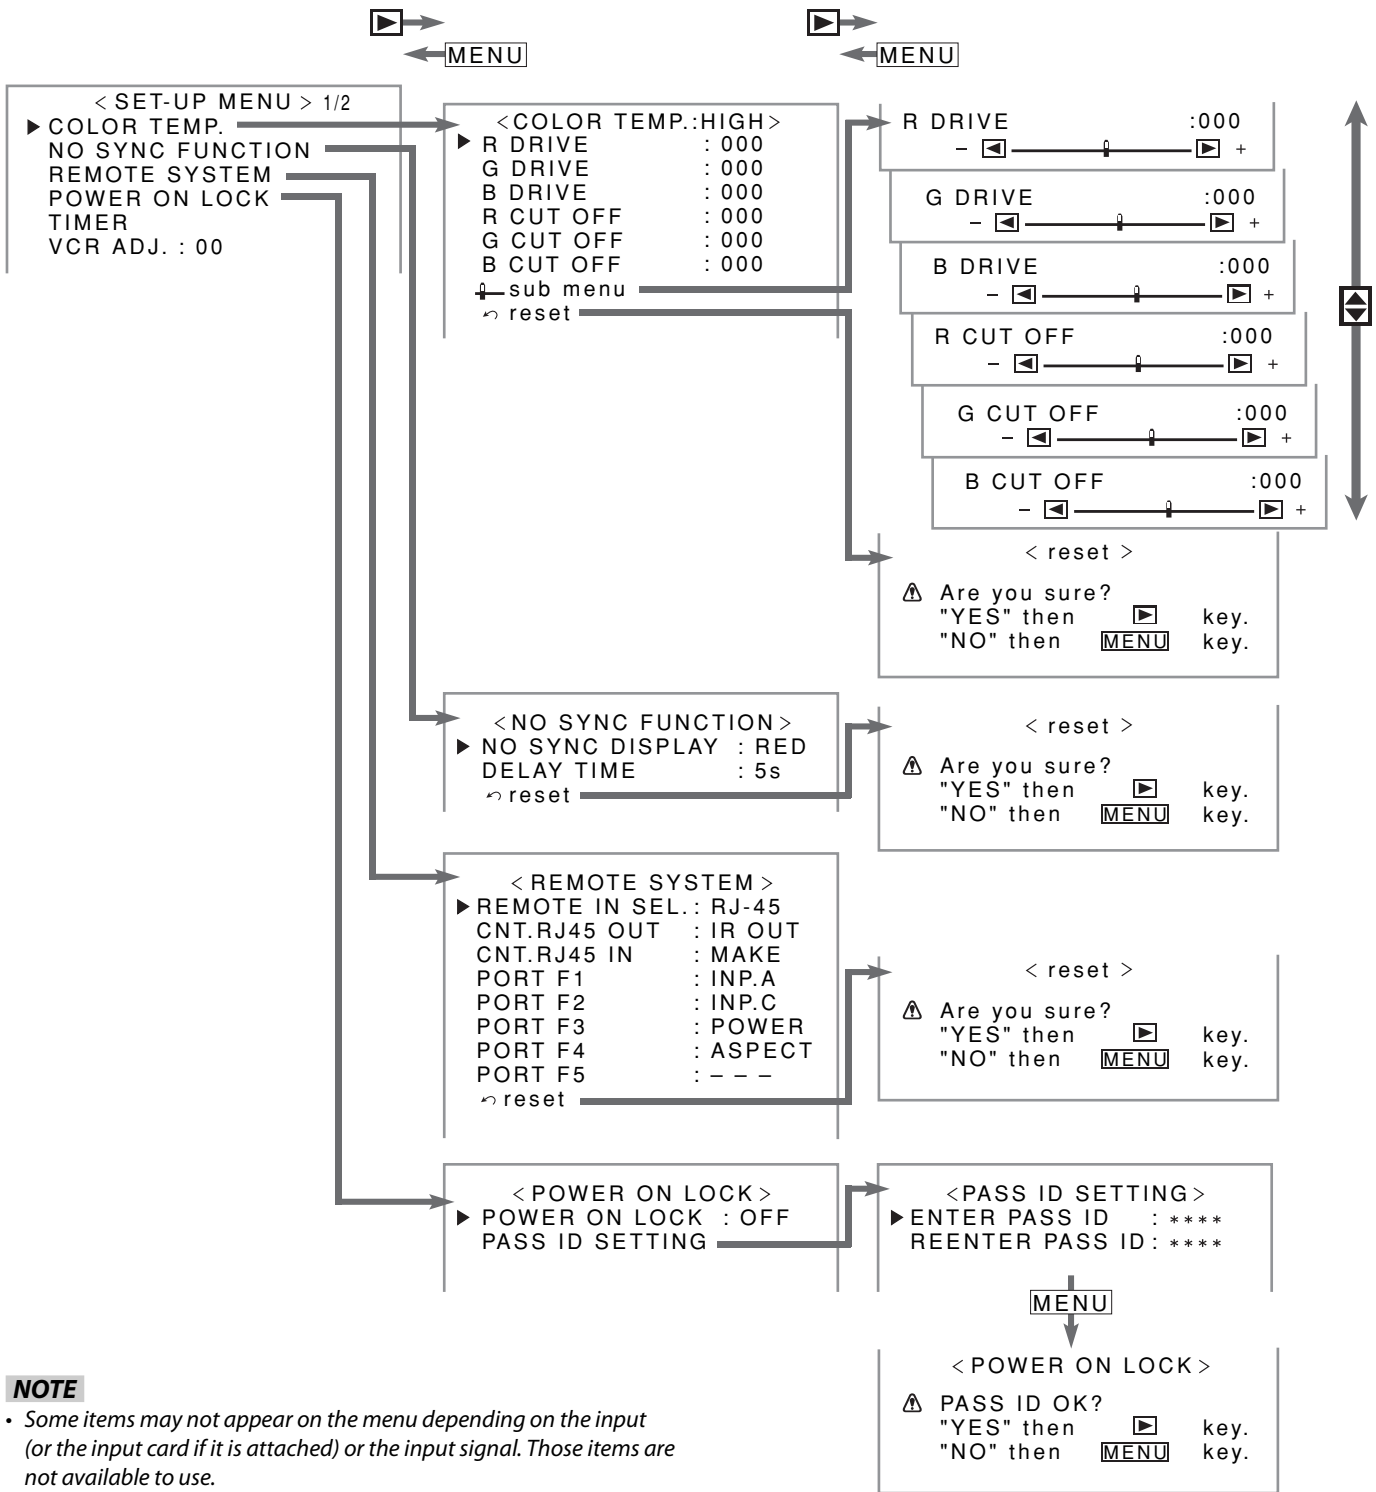 MENU
MENU
< SET-UP MENU > 1/2
COLOR TEMP.
NO SYNC FUNCTION
REMOTE SYSTEM
POWER ON LOCK
TIMER
VCR ADJ. : 00
<COLOR TEMP.:HIGH>
R DRIVE : 000
G DRIVE : 000
B DRIVE : 000
R CUT OFF : 000
G CUT OFF : 000
B CUT OFF : 000
sub menu
reset
R DRIVE :000
– +
G DRIVE :000
– +
B DRIVE :000
– +
R CUT OFF :000
– +
G CUT OFF :000
– +
B CUT OFF :000
– +
< reset >
Are you sure?
"YES" then key.
"NO" then MENU key.
<NO SYNC FUNCTION>
NO SYNC DISPLAY : RED
DELAY TIME : 5s
reset
< reset >
Are you sure?
"YES" then key.
"NO" then MENU key.
<REMOTE SYSTEM>
REMOTE IN SEL. : RJ-45
CNT.RJ45 OUT : IR OUT
CNT.RJ45 IN : MAKE
PORT F1 : INP.A
PORT F2 : INP.C
PORT F3 : POWER
PORT F4 : ASPECT
PORT F5 : – – –
reset
< reset >
Are you sure?
"YES" then key.
"NO" then MENU key.
<POWER ON LOCK>
POWER ON LOCK : OFF
PASS ID SETTING
<PASS ID SETTING>
ENTER PASS ID : ****
REENTER PASS ID : ****
MENU
<POWER ON LOCK>
PASS ID OK?
"YES" then key.
"NO" then MENU key.
NOTE
• Some items may not appear on the menu depending on the input
(or the input card if it is attached) or the input signal. Those items are
not available to use.